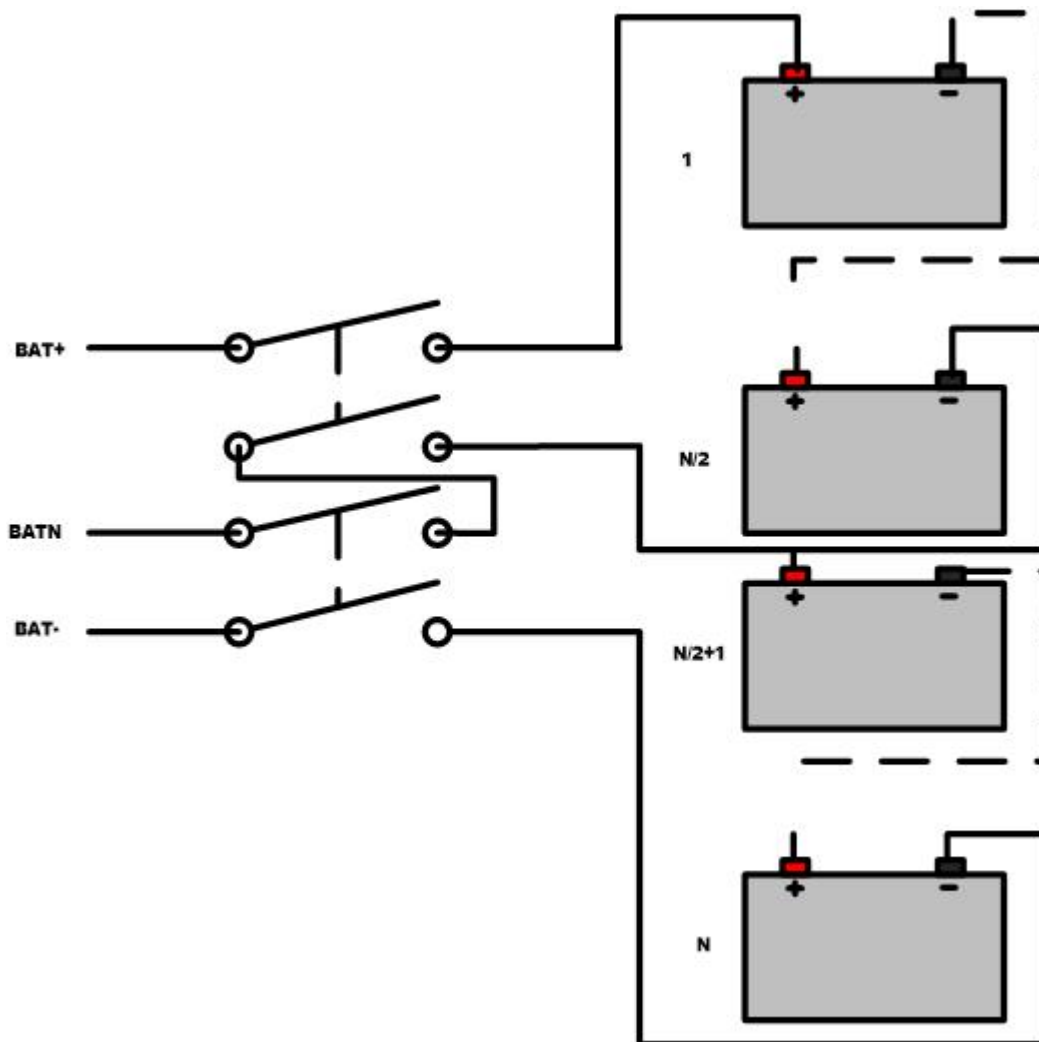 1
+ -
BAT+
N/2
+ -
BATN
N/2+1
+ -
BAT-
N
+ -